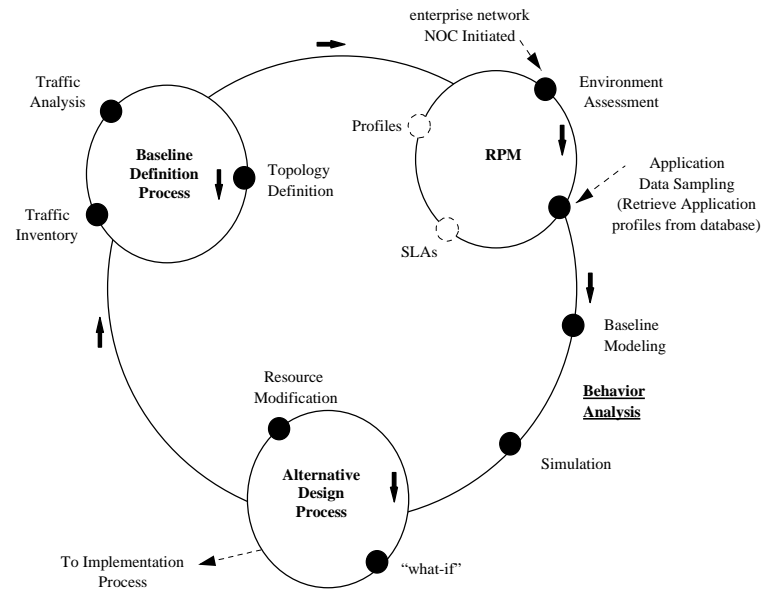 enterprise network
NOC Initiated
Traffic
Analysis
Environment
Assessment
Profiles
Baseline
Definition
Process
RPM
Topology
Definition
Application
Data Sampling
(Retrieve Application
profiles from database)
Traffic
Inventory
SLAs
Baseline
Modeling
Resource
Modification
Behavior
Analysis
Simulation
Alternative
Design
Process
To Implementation
Process
“what-if”